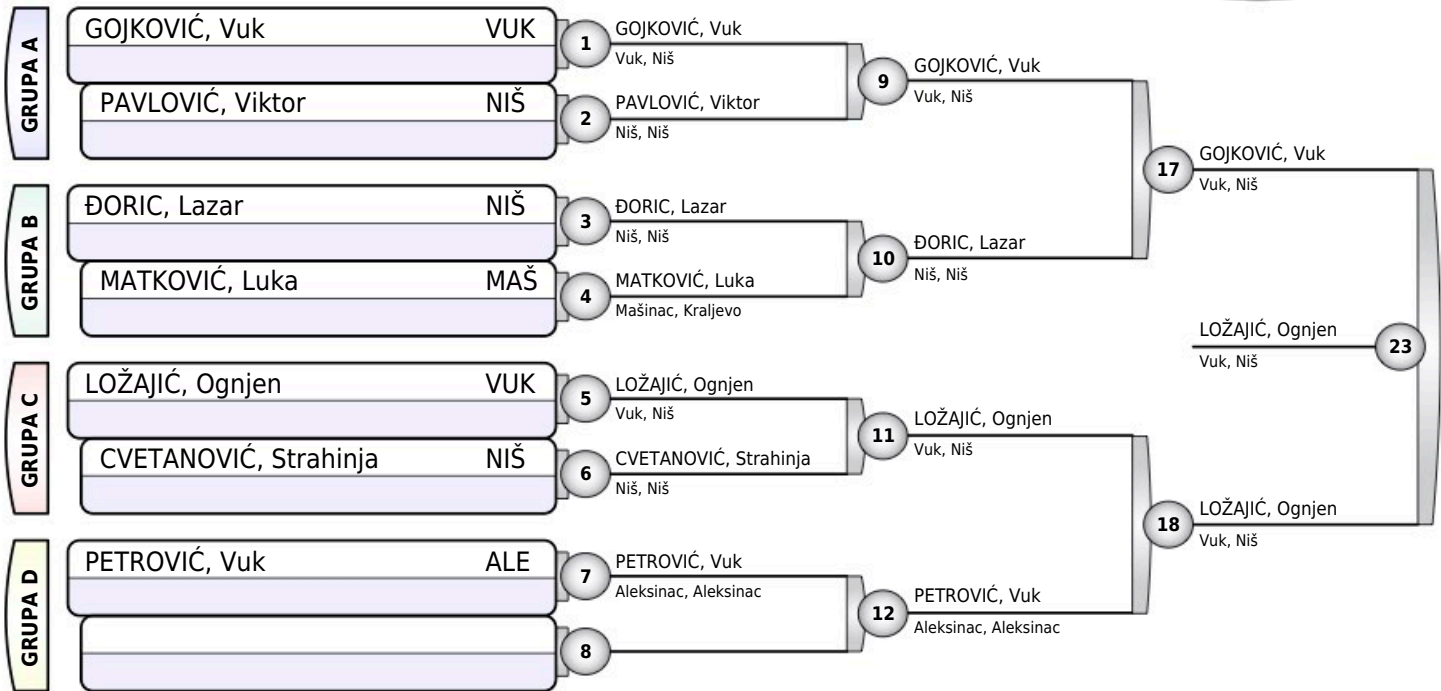 GRUPA A
GOJKOVIĆ, Vuk VUK
PAVLOVIĆ, Viktor NIŠ
GRUPA B
ĐORIC, Lazar NIŠ
MATKOVIĆ, Luka MAŠ
GRUPA C
LOŽAJIĆ, Ognjen VUK
CVETANOVIĆ, Strahinja NIŠ
GRUPA D
PETROVIĆ, Vuk ALE
1
GOJKOVIĆ, Vuk
Vuk, Niš
2
PAVLOVIĆ, Viktor
Niš, Niš
3
ĐORIC, Lazar
Niš, Niš
4
MATKOVIĆ, Luka
Mašinac, Kraljevo
5
LOŽAJIĆ, Ognjen
Vuk, Niš
6
CVETANOVIĆ, Strahinja
Niš, Niš
7
PETROVIĆ, Vuk
Aleksinac, Aleksinac
8
9
GOJKOVIĆ, Vuk
Vuk, Niš
10
ĐORIC, Lazar
Niš, Niš
11
LOŽAJIĆ, Ognjen
Vuk, Niš
12
PETROVIĆ, Vuk
Aleksinac, Aleksinac
17
GOJKOVIĆ, Vuk
Vuk, Niš
18
LOŽAJIĆ, Ognjen
Vuk, Niš
LOŽAJIĆ, Ognjen
Vuk, Niš
23